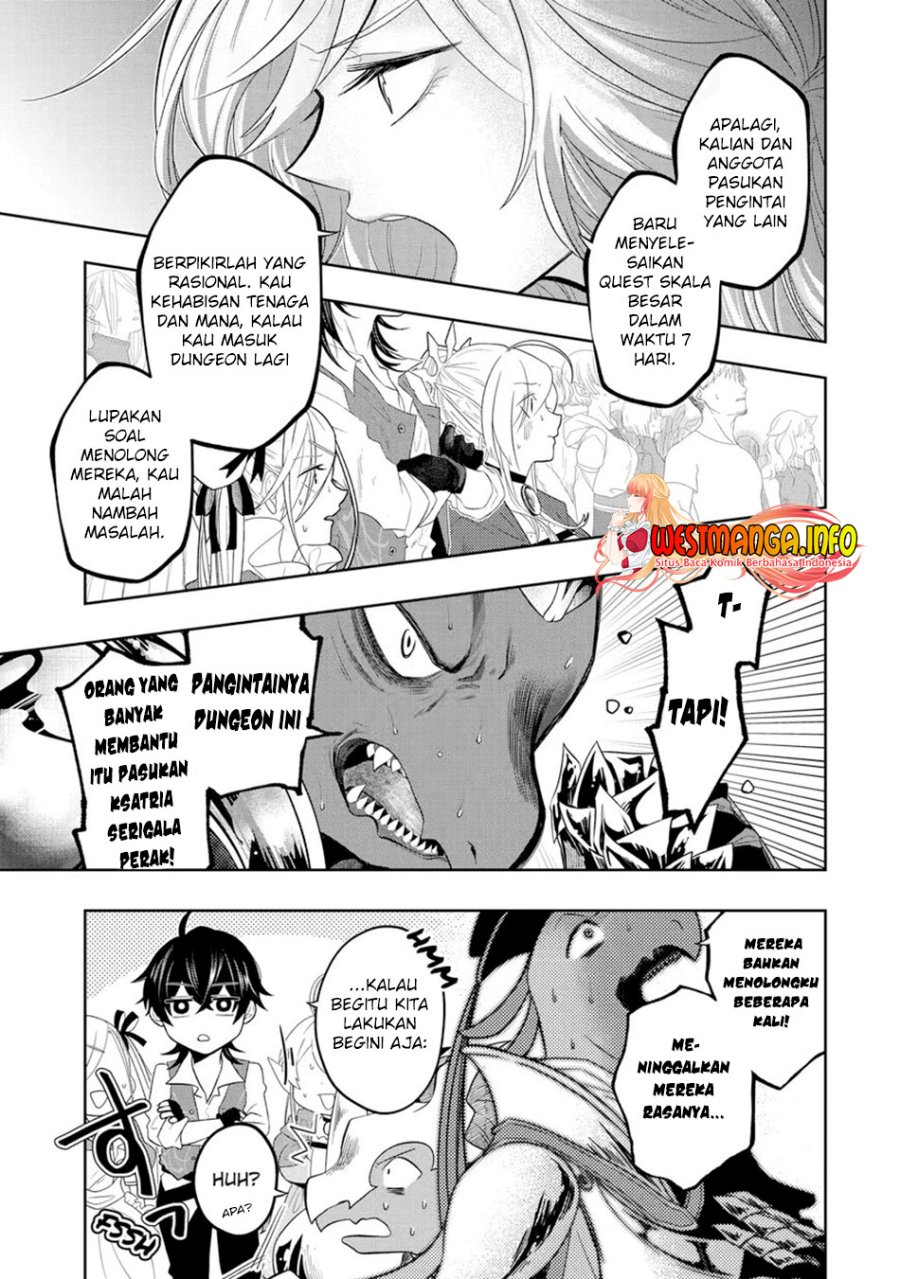 APALAGI,
KALIAN DAN
ANGGOTA
PASUKAN
PENGINTAI
YANG LAIN
BARU
MENYELE-
SAIKAN
QUEST SKALA
BESAR
DALAM
WAKTU 7
HARI.
BERPIKIRLAH YANG
RASIONAL. KAU
KEHABISAN TENAGA
DAN MANA, KALAU
KAU MASUK
DUNGEON LAGI
LUPAKAN
SOAL
MENOLONG
MEREKA, KAU
MALAH
NAMBAH
MASALAH.
WESTMANGA.INFO
Situs Baca Komik Berbahasa Indonesia
T-
TAPI!
PANGINTAINYA
DUNGEON INI
ORANG YANG
BANYAK
MEMBANTU
ITU PASUKAN
KSATRIA
SERIGALA
PERAK!
MEREKA
BAHKAN
MENOLONGKU
BEBERAPA
KALI!
ME-
NINGGALKAN
MEREKA
RASANYA...
HMM
...KALAU
BEGITU KITA
LAKUKAN
BEGINI AJA:
HUH?
APA?
すっ
FSSH